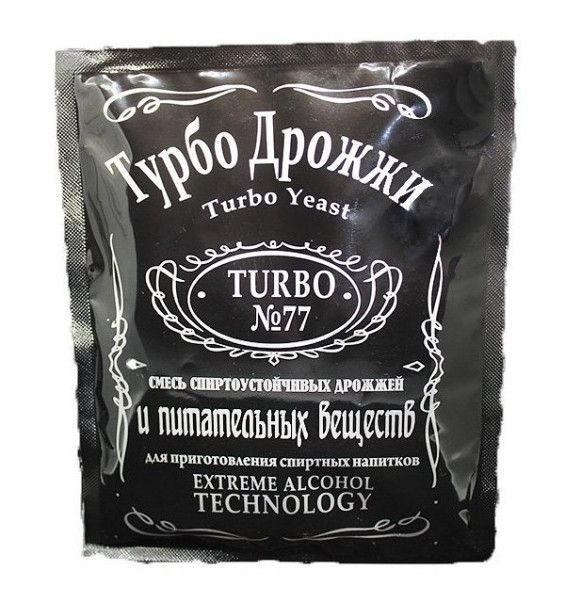 Турбо Дрожжи
Turbo Yeast
TURBO
№77
СМЕСЬ СПИРТОУСТОЙЧИВЫХ ДРОЖЖЕЙ
и питательных веществ
для приготовления спиртных напитков
EXTREME ALCOHOL
TECHNOLOGY